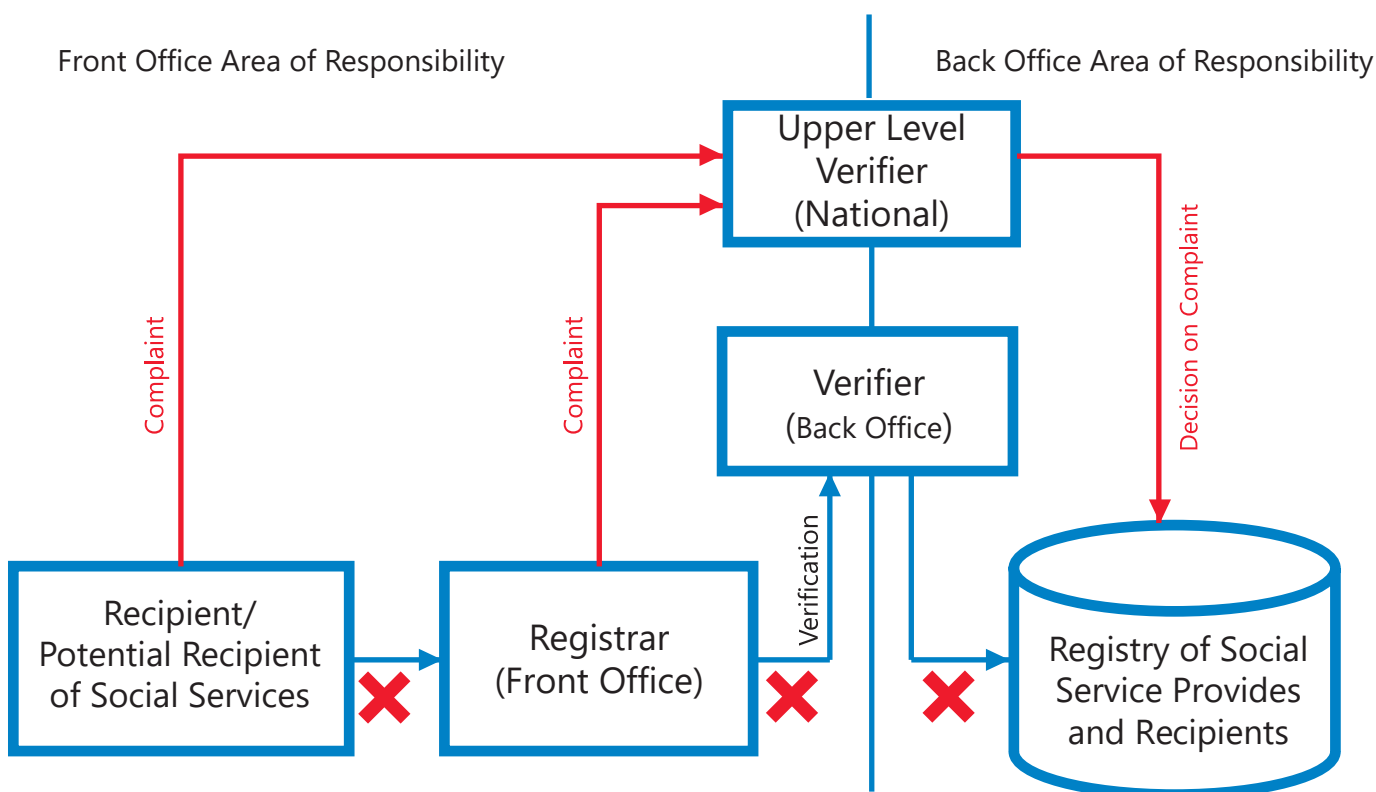 Front Office Area of Responsibility
Back Office Area of Responsibility
Upper Level
Verifier
(National)
Complaint
Complaint
Decision on Complaint
Verifier
(Back Office)
Verification
Recipient/
Potential Recipient
of Social Services
Registrar
(Front Office)
Registry of Social
Service Provides
and Recipients